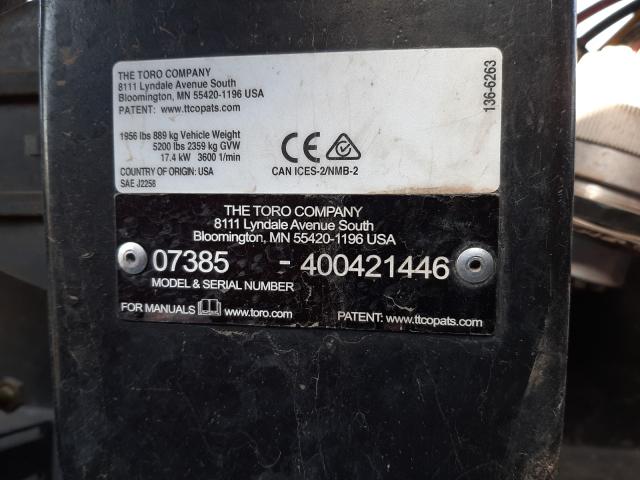 THE TORO COMPANY
8111 Lyndale Avenue South
Bloomington, MN 55420-1196 USA
PATENT: www.ttcopats.com
1956 lbs 889 kg Vehicle Weight
5200 lbs 2359 kg GVW
17.4 kW 3600 1/min
COUNTRY OF ORIGIN: USA
SAE J2258
CE
CAN ICES-2/NMB-2
136-6263
THE TORO COMPANY
8111 Lyndale Avenue South
Bloomington, MN 55420-1196 USA
07385 - 400421446
MODEL & SERIAL NUMBER
FOR MANUALS www.toro.com
PATENT: www.ttcopats.com